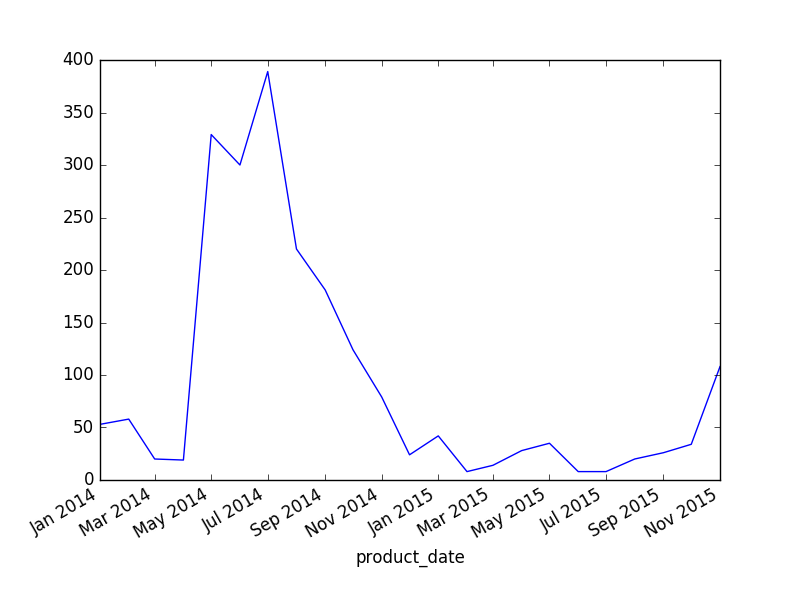 400
350
300
250
200
150
100
50
0
Jan 2014
Mar 2014
May 2014
Jul 2014
Sep 2014
Nov 2014
Jan 2015
Mar 2015
May 2015
Jul 2015
Sep 2015
Nov 2015
product_date